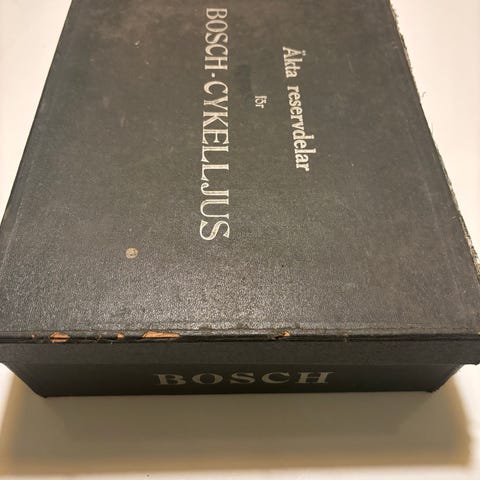 Äkta reservdelar
för
BOSCH-CYKELLJUS
BOSCH